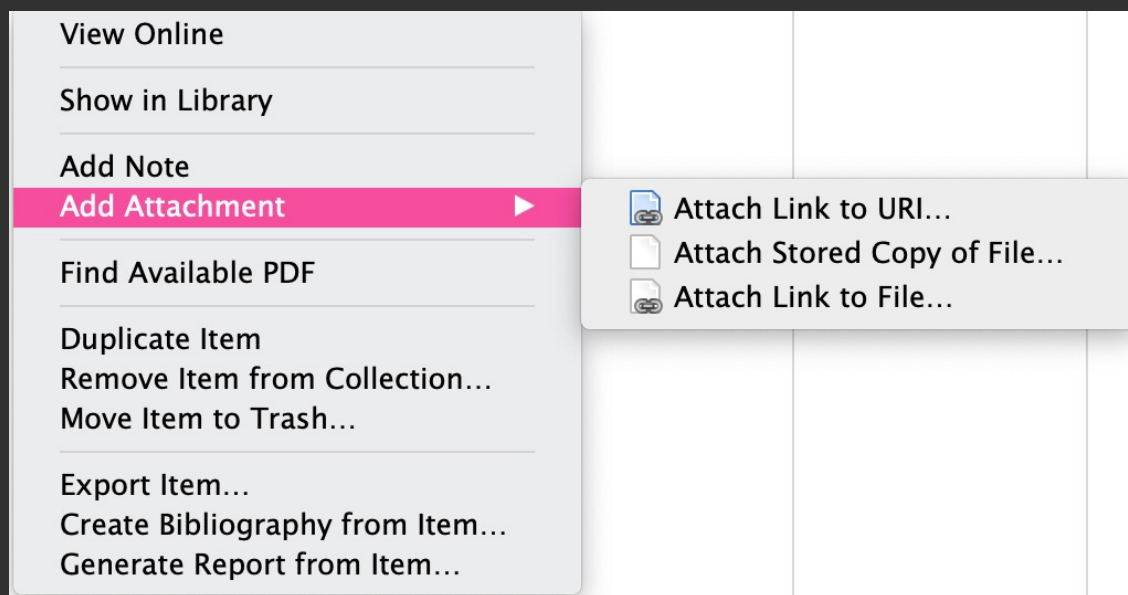 View Online
Show in Library
Add Note
Add Attachment
Attach Link to URI…
Attach Stored Copy of File…
Attach Link to File…
Find Available PDF
Duplicate Item
Remove Item from Collection…
Move Item to Trash…
Export Item…
Create Bibliography from Item…
Generate Report from Item…